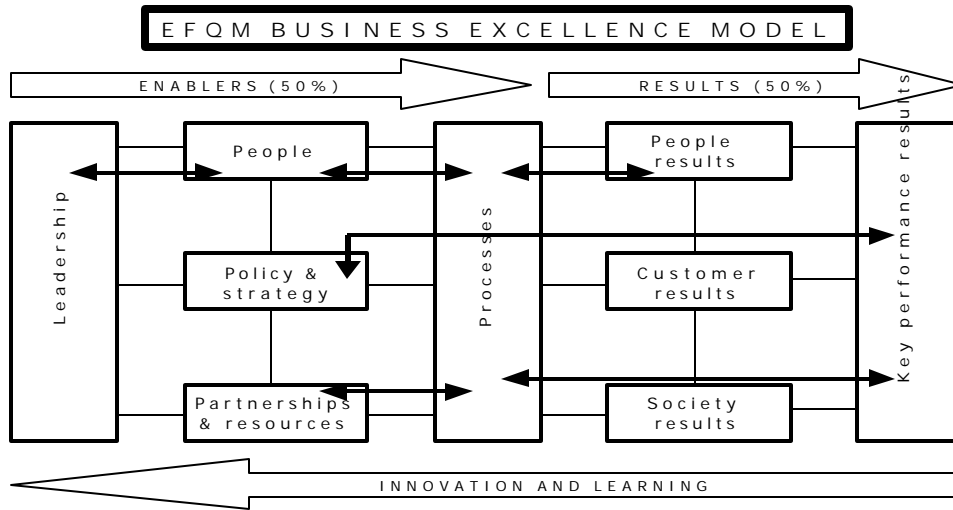 EFQM BUSINESS EXCELLENCE MODEL
ENABLERS (50%)
RESULTS (50%)
Leadership
People
Policy &
strategy
Partnerships
& resources
Processes
People
results
Customer
results
Society
results
Key performance results
INNOVATION AND LEARNING